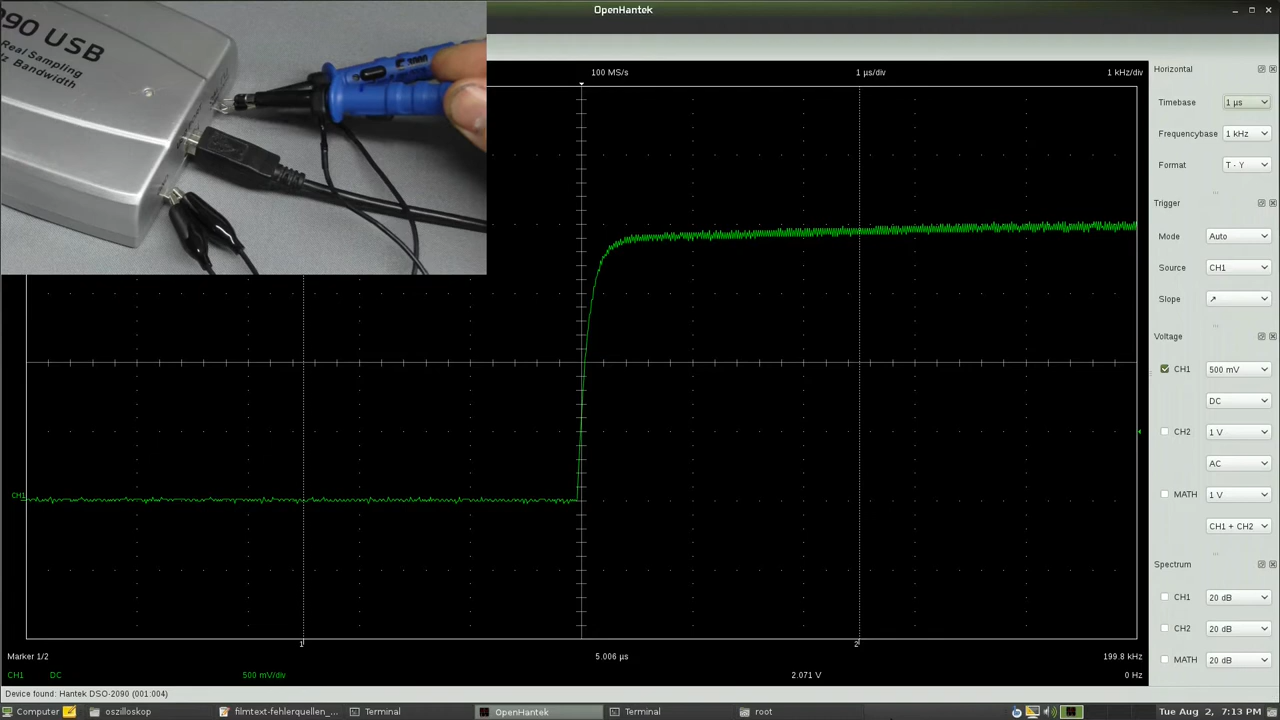 OpenHantek
090 USB
Real Sampling
Hz Bandwidth
100 MS/s
1 µs/div
1 kHz/div
Horizontal
Timebase
1 µs
Frequencybase
1 kHz
Format
T - Y
Trigger
Mode
Auto
Source
CH1
Slope
↗
Voltage
CH1
500 mV
DC
CH2
1 V
AC
MATH
1 V
CH1 + CH2
Spectrum
CH1
20 dB
CH2
20 dB
MATH
20 dB
CH1
1
2
Marker 1/2
5.006 µs
199.8 kHz
CH1
DC
500 mV/div
2.071 V
0 Hz
Device found: Hantek DSO-2090 (001:004)
Computer
oszilloskop
filmtext-fehlerquellen_...
Terminal
OpenHantek
Terminal
root
Tue Aug 2, 7:13 PM